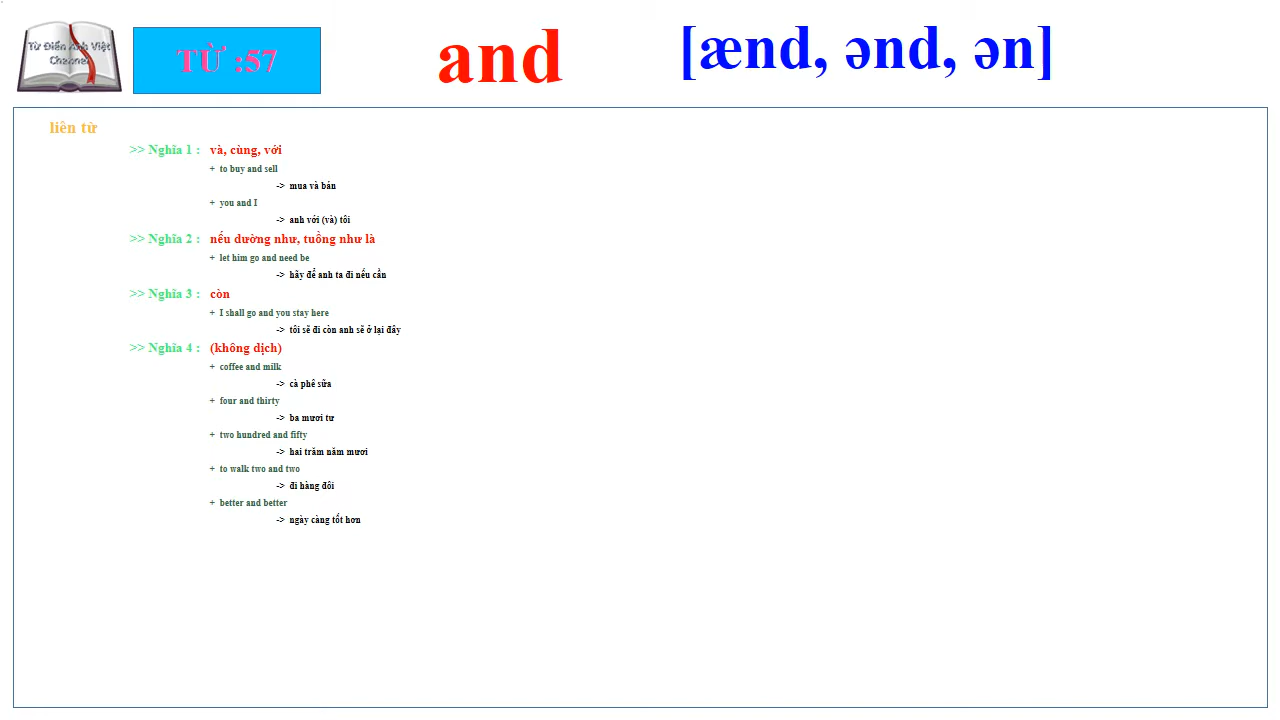 Từ Điển Anh Việt
Channel
TỪ :57
and
[ænd, ənd, ən]
liên từ
>> Nghĩa 1 : và, cùng, với
+ to buy and sell
-> mua và bán
+ you and I
-> anh với (và) tôi
>> Nghĩa 2 : nếu dường như, tuồng như là
+ let him go and need be
-> hãy để anh ta đi nếu cần
>> Nghĩa 3 : còn
+ I shall go and you stay here
-> tôi sẽ đi còn anh sẽ ở lại đây
>> Nghĩa 4 : (không dịch)
+ coffee and milk
-> cà phê sữa
+ four and thirty
-> ba mươi tư
+ two hundred and fifty
-> hai trăm năm mươi
+ to walk two and two
-> đi hàng đôi
+ better and better
-> ngày càng tốt hơn